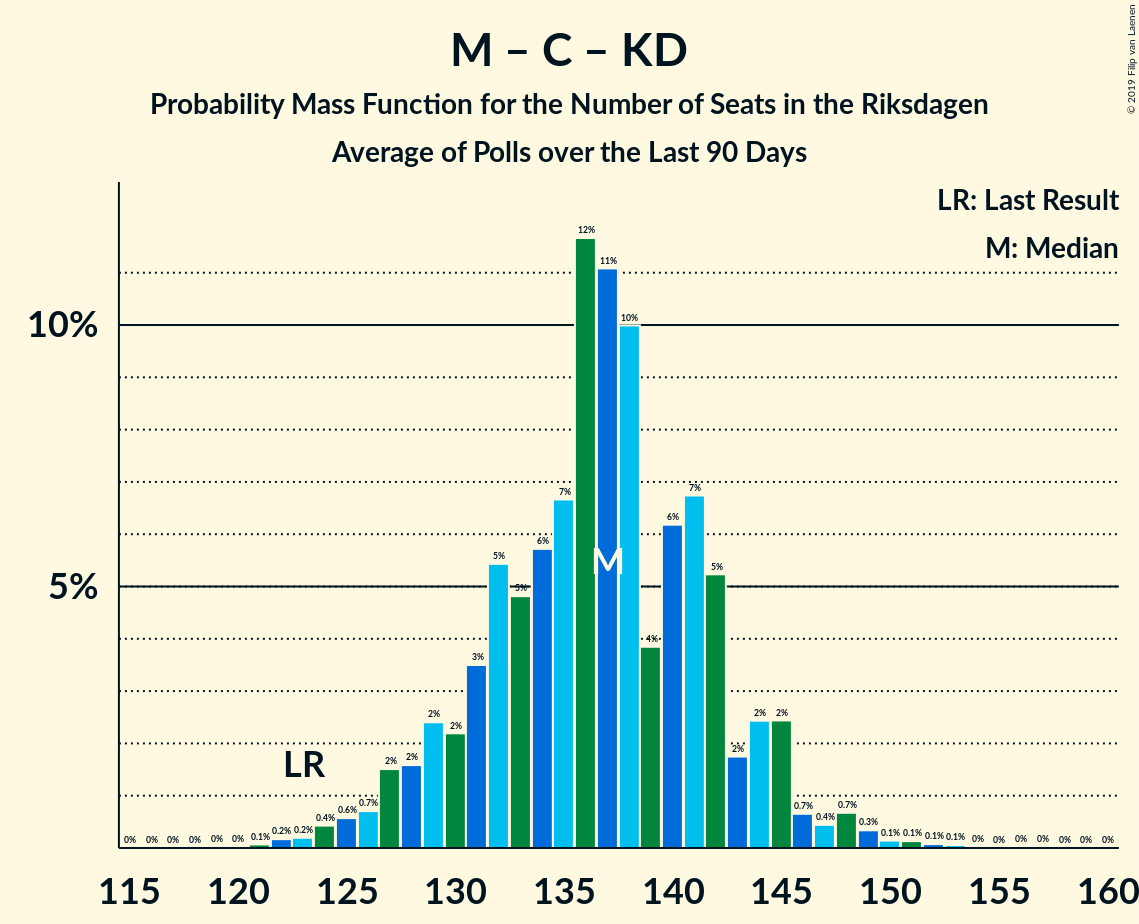 M – C – KD
Probability Mass Function for the Number of Seats in the Riksdagen
Average of Polls over the Last 90 Days
© 2019 Filip van Laenen
LR: Last Result
M: Median
10%
5%
0% 0% 0% 0% 0% 0% 0.1% 0.2% 0.2% 0.4% 0.6% 0.7% 2% 2% 2% 2% 3% 5% 5% 6% 7% 12% 11% 10% 4% 6% 7% 5% 2% 2% 2% 0.7% 0.4% 0.7% 0.3% 0.1% 0.1% 0.1% 0.1% 0% 0% 0% 0% 0% 0% 0%
M
LR
115 120 125 130 135 140 145 150 155 160